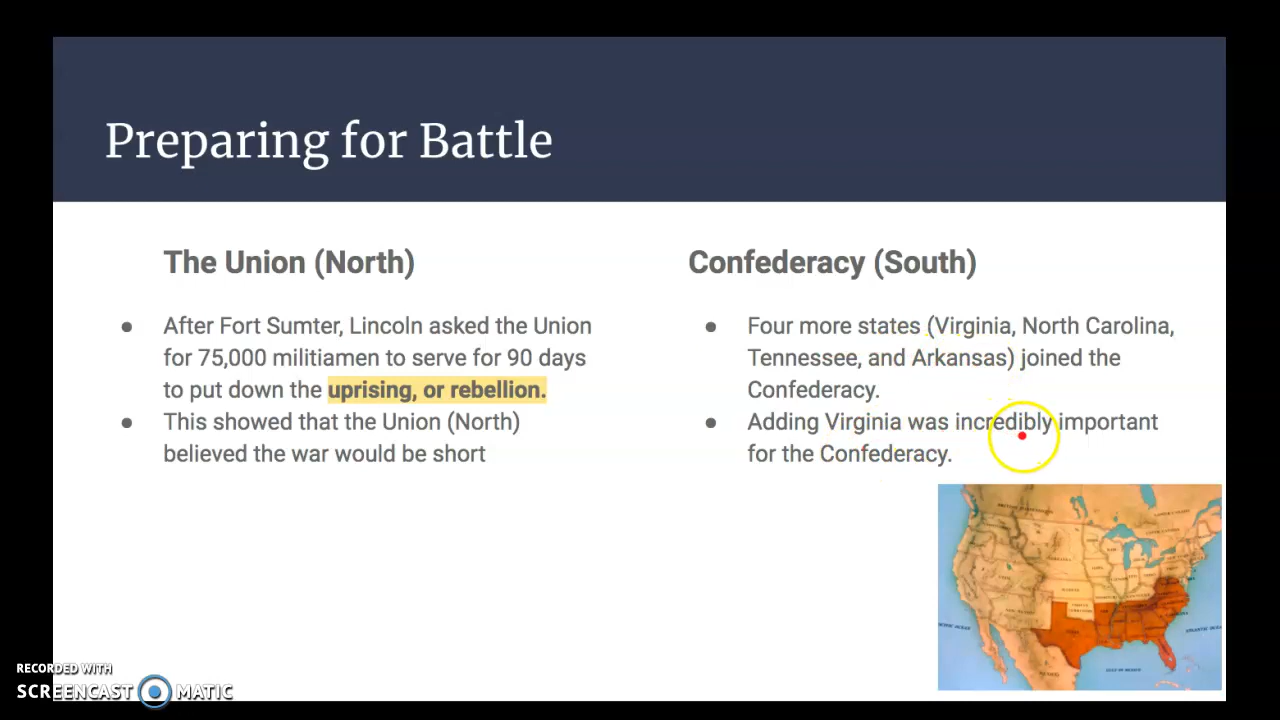 Preparing for Battle
The Union (North)
● After Fort Sumter, Lincoln asked the Union
for 75,000 militiamen to serve for 90 days
to put down the uprising, or rebellion.
● This showed that the Union (North)
believed the war would be short
Confederacy (South)
● Four more states (Virginia, North Carolina,
Tennessee, and Arkansas) joined the
Confederacy.
● Adding Virginia was incredibly important
for the Confederacy.
GULF OF MEXICO
RECORDED WITH
SCREENCAST MATIC